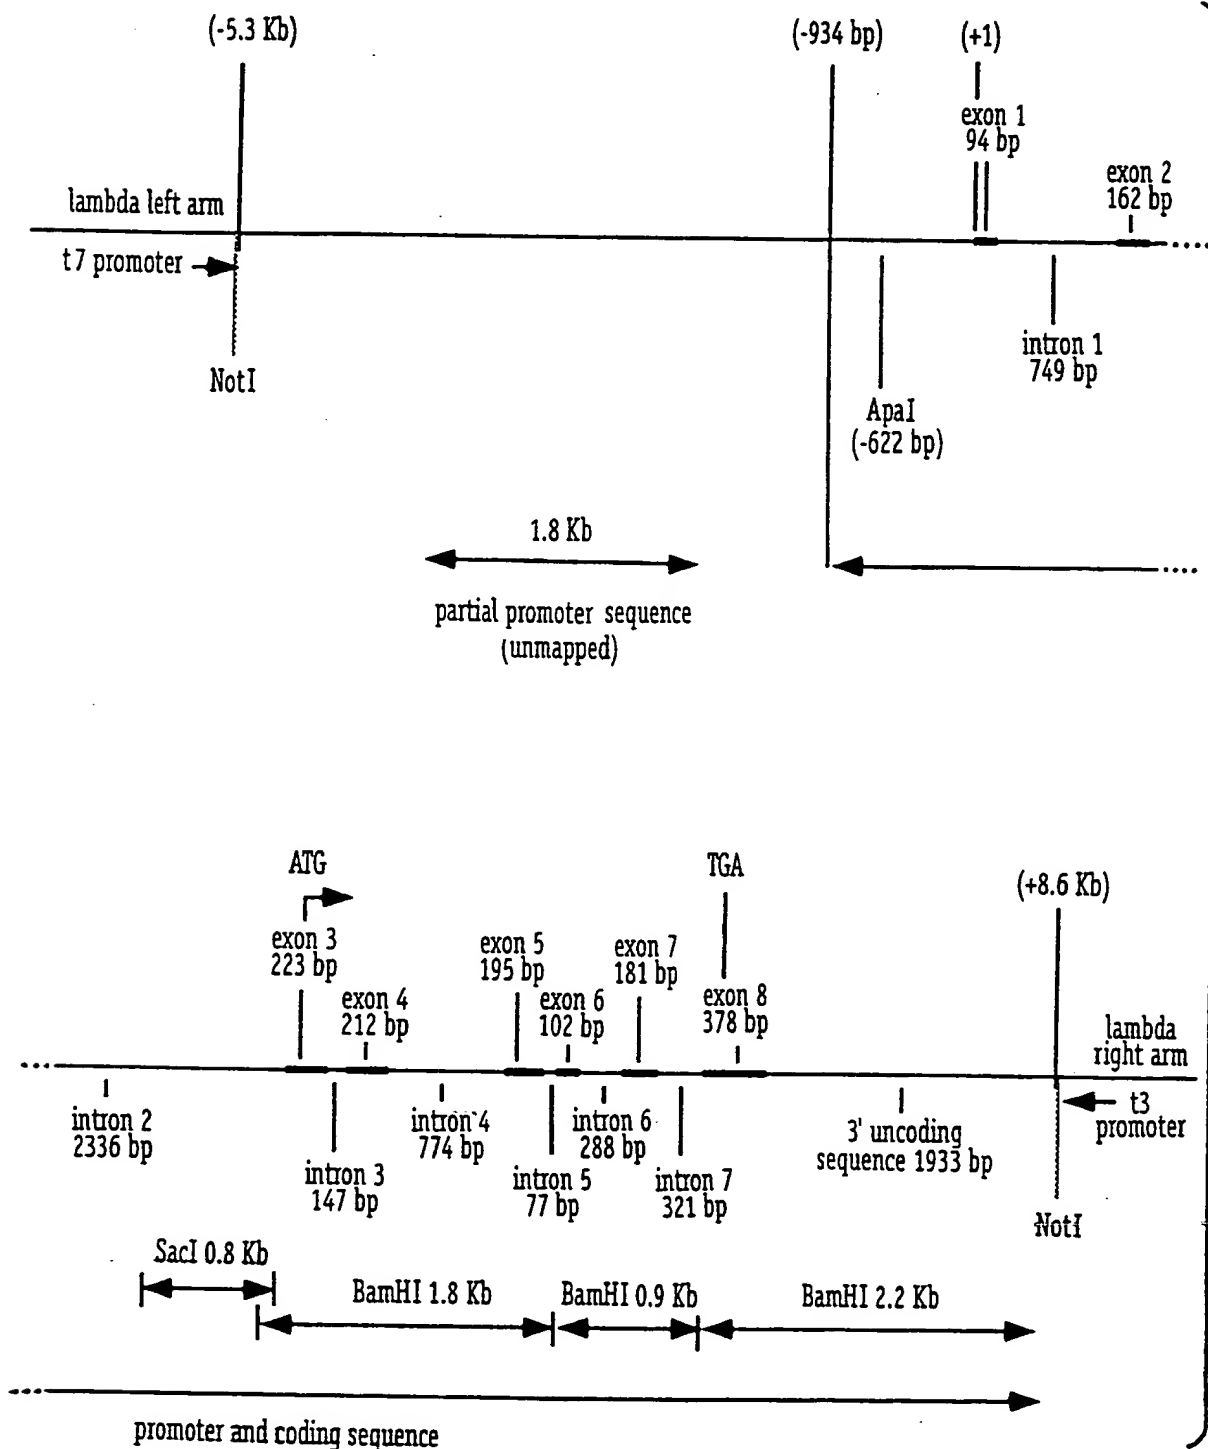 (-5.3 Kb)
(-934 bp)
(+1)
exon 1
94 bp
exon 2
162 bp
lambda left arm
t7 promoter
NotI
intron 1
749 bp
ApaI
(-622 bp)
1.8 Kb
partial promoter sequence
(unmapped)
ATG
TGA
(+8.6 Kb)
exon 3
223 bp
exon 4
212 bp
exon 5
195 bp
exon 6
102 bp
exon 7
181 bp
exon 8
378 bp
lambda
right arm
intron 2
2336 bp
intron 3
147 bp
intron 4
774 bp
intron 5
77 bp
intron 6
288 bp
intron 7
321 bp
3' uncoding
sequence 1933 bp
t3
promoter
NotI
SacI 0.8 Kb
BamHI 1.8 Kb
BamHI 0.9 Kb
BamHI 2.2 Kb
promoter and coding sequence